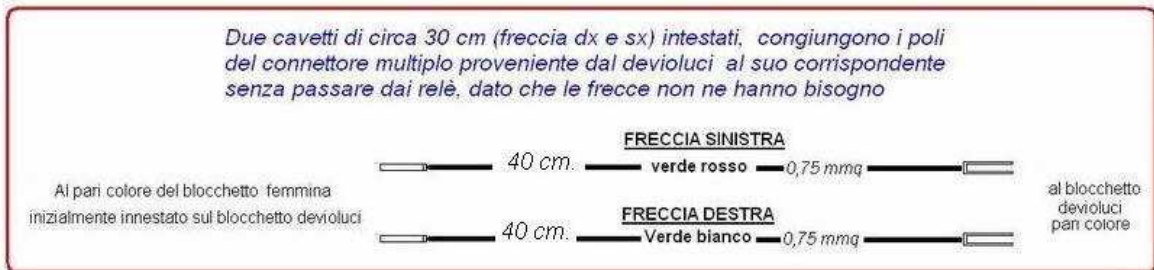 Due cavetti di circa 30 cm (freccia dx e sx) intestati, congiungono i poli
del connettore multiplo proveniente dal devioluci al suo corrispondente
senza passare dai relè, dato che le frecce non ne hanno bisogno
FRECCIA SINISTRA
40 cm. verde rosso 0,75 mmq
Al pari colore del blocchetto femmina
inizialmente innestato sul blocchetto devioluci
al blocchetto
devioluci
pari colore
FRECCIA DESTRA
40 cm. Verde bianco 0,75 mmq